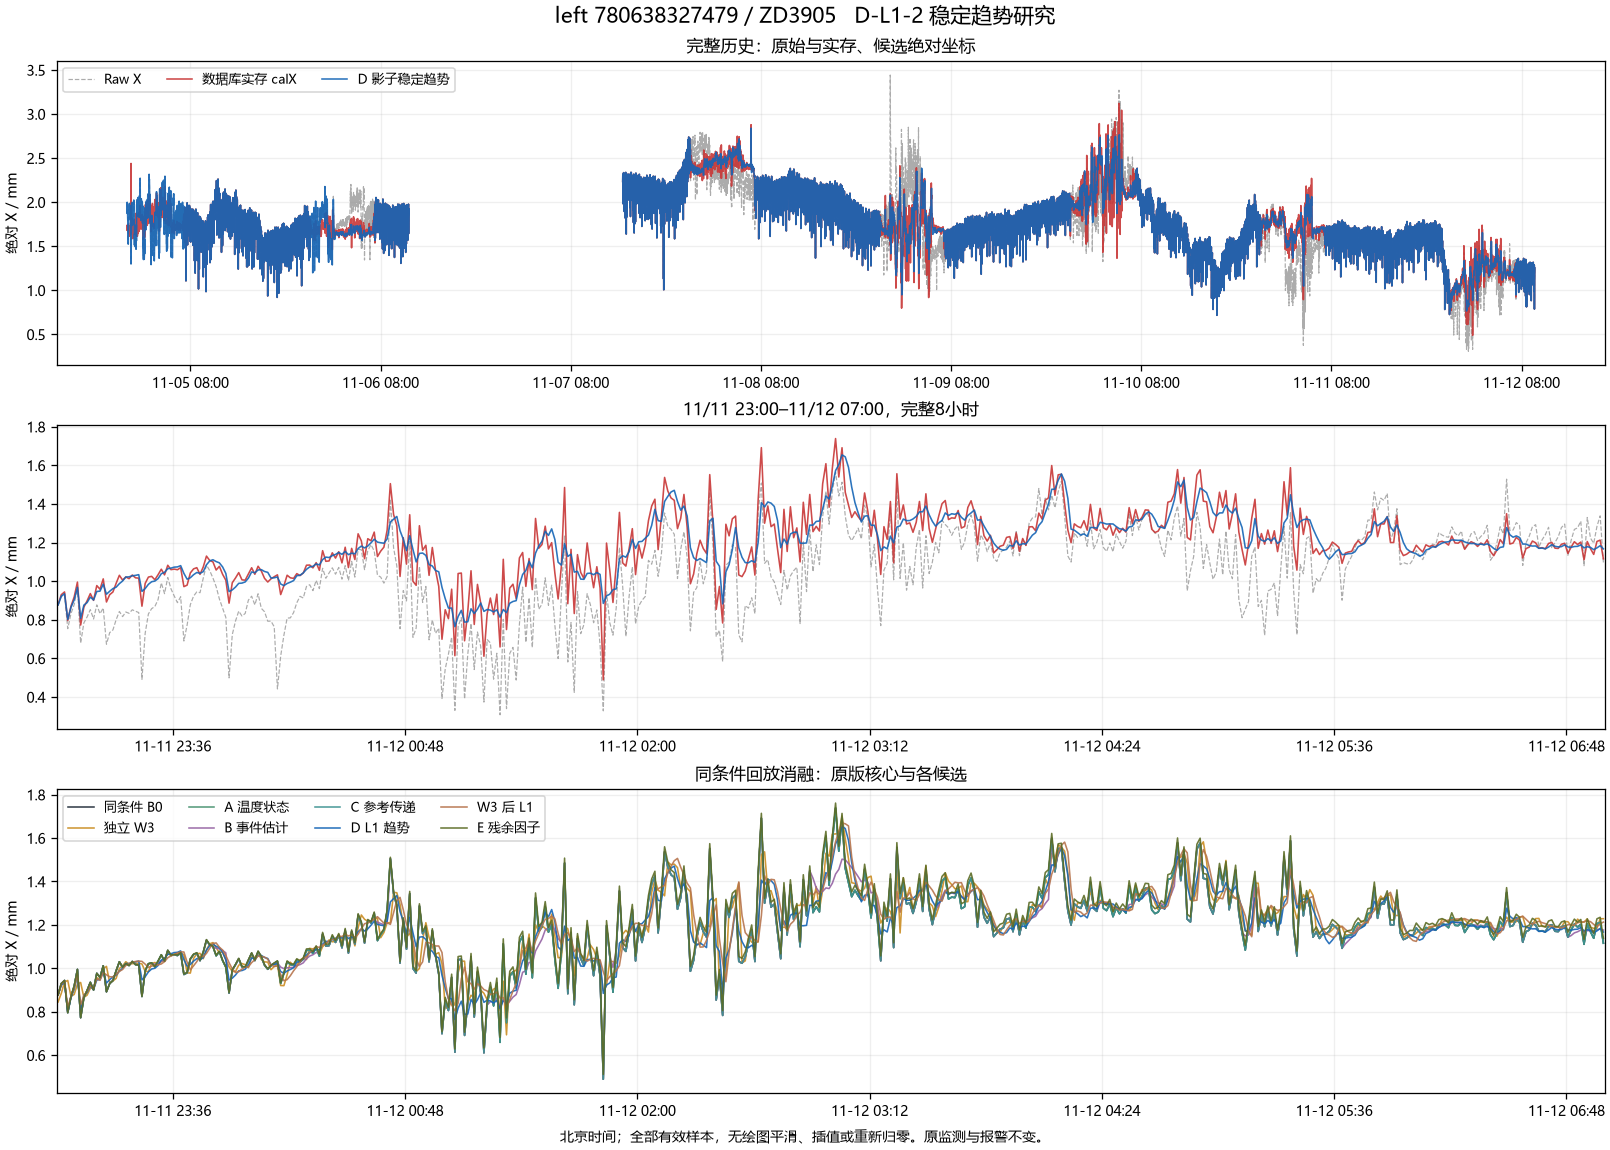 left 780638327479 / ZD3905   D-L1-2 稳定趋势研究
完整历史：原始与实存、候选绝对坐标
Raw X
数据库实存 calX
D 影子稳定趋势
绝对 X / mm
3.5
3.0
2.5
2.0
1.5
1.0
0.5
11-05 08:00
11-06 08:00
11-07 08:00
11-08 08:00
11-09 08:00
11-10 08:00
11-11 08:00
11-12 08:00
11/11 23:00–11/12 07:00，完整8小时
绝对 X / mm
1.8
1.6
1.4
1.2
1.0
0.8
0.6
0.4
11-11 23:36
11-12 00:48
11-12 02:00
11-12 03:12
11-12 04:24
11-12 05:36
11-12 06:48
同条件回放消融：原版核心与各候选
同条件 B0
A 温度状态
C 参考传递
W3 后 L1
独立 W3
B 事件估计
D L1 趋势
E 残余因子
绝对 X / mm
1.8
1.6
1.4
1.2
1.0
0.8
0.6
11-11 23:36
11-12 00:48
11-12 02:00
11-12 03:12
11-12 04:24
11-12 05:36
11-12 06:48
北京时间；全部有效样本，无绘图平滑、插值或重新归零。原监测与报警不变。